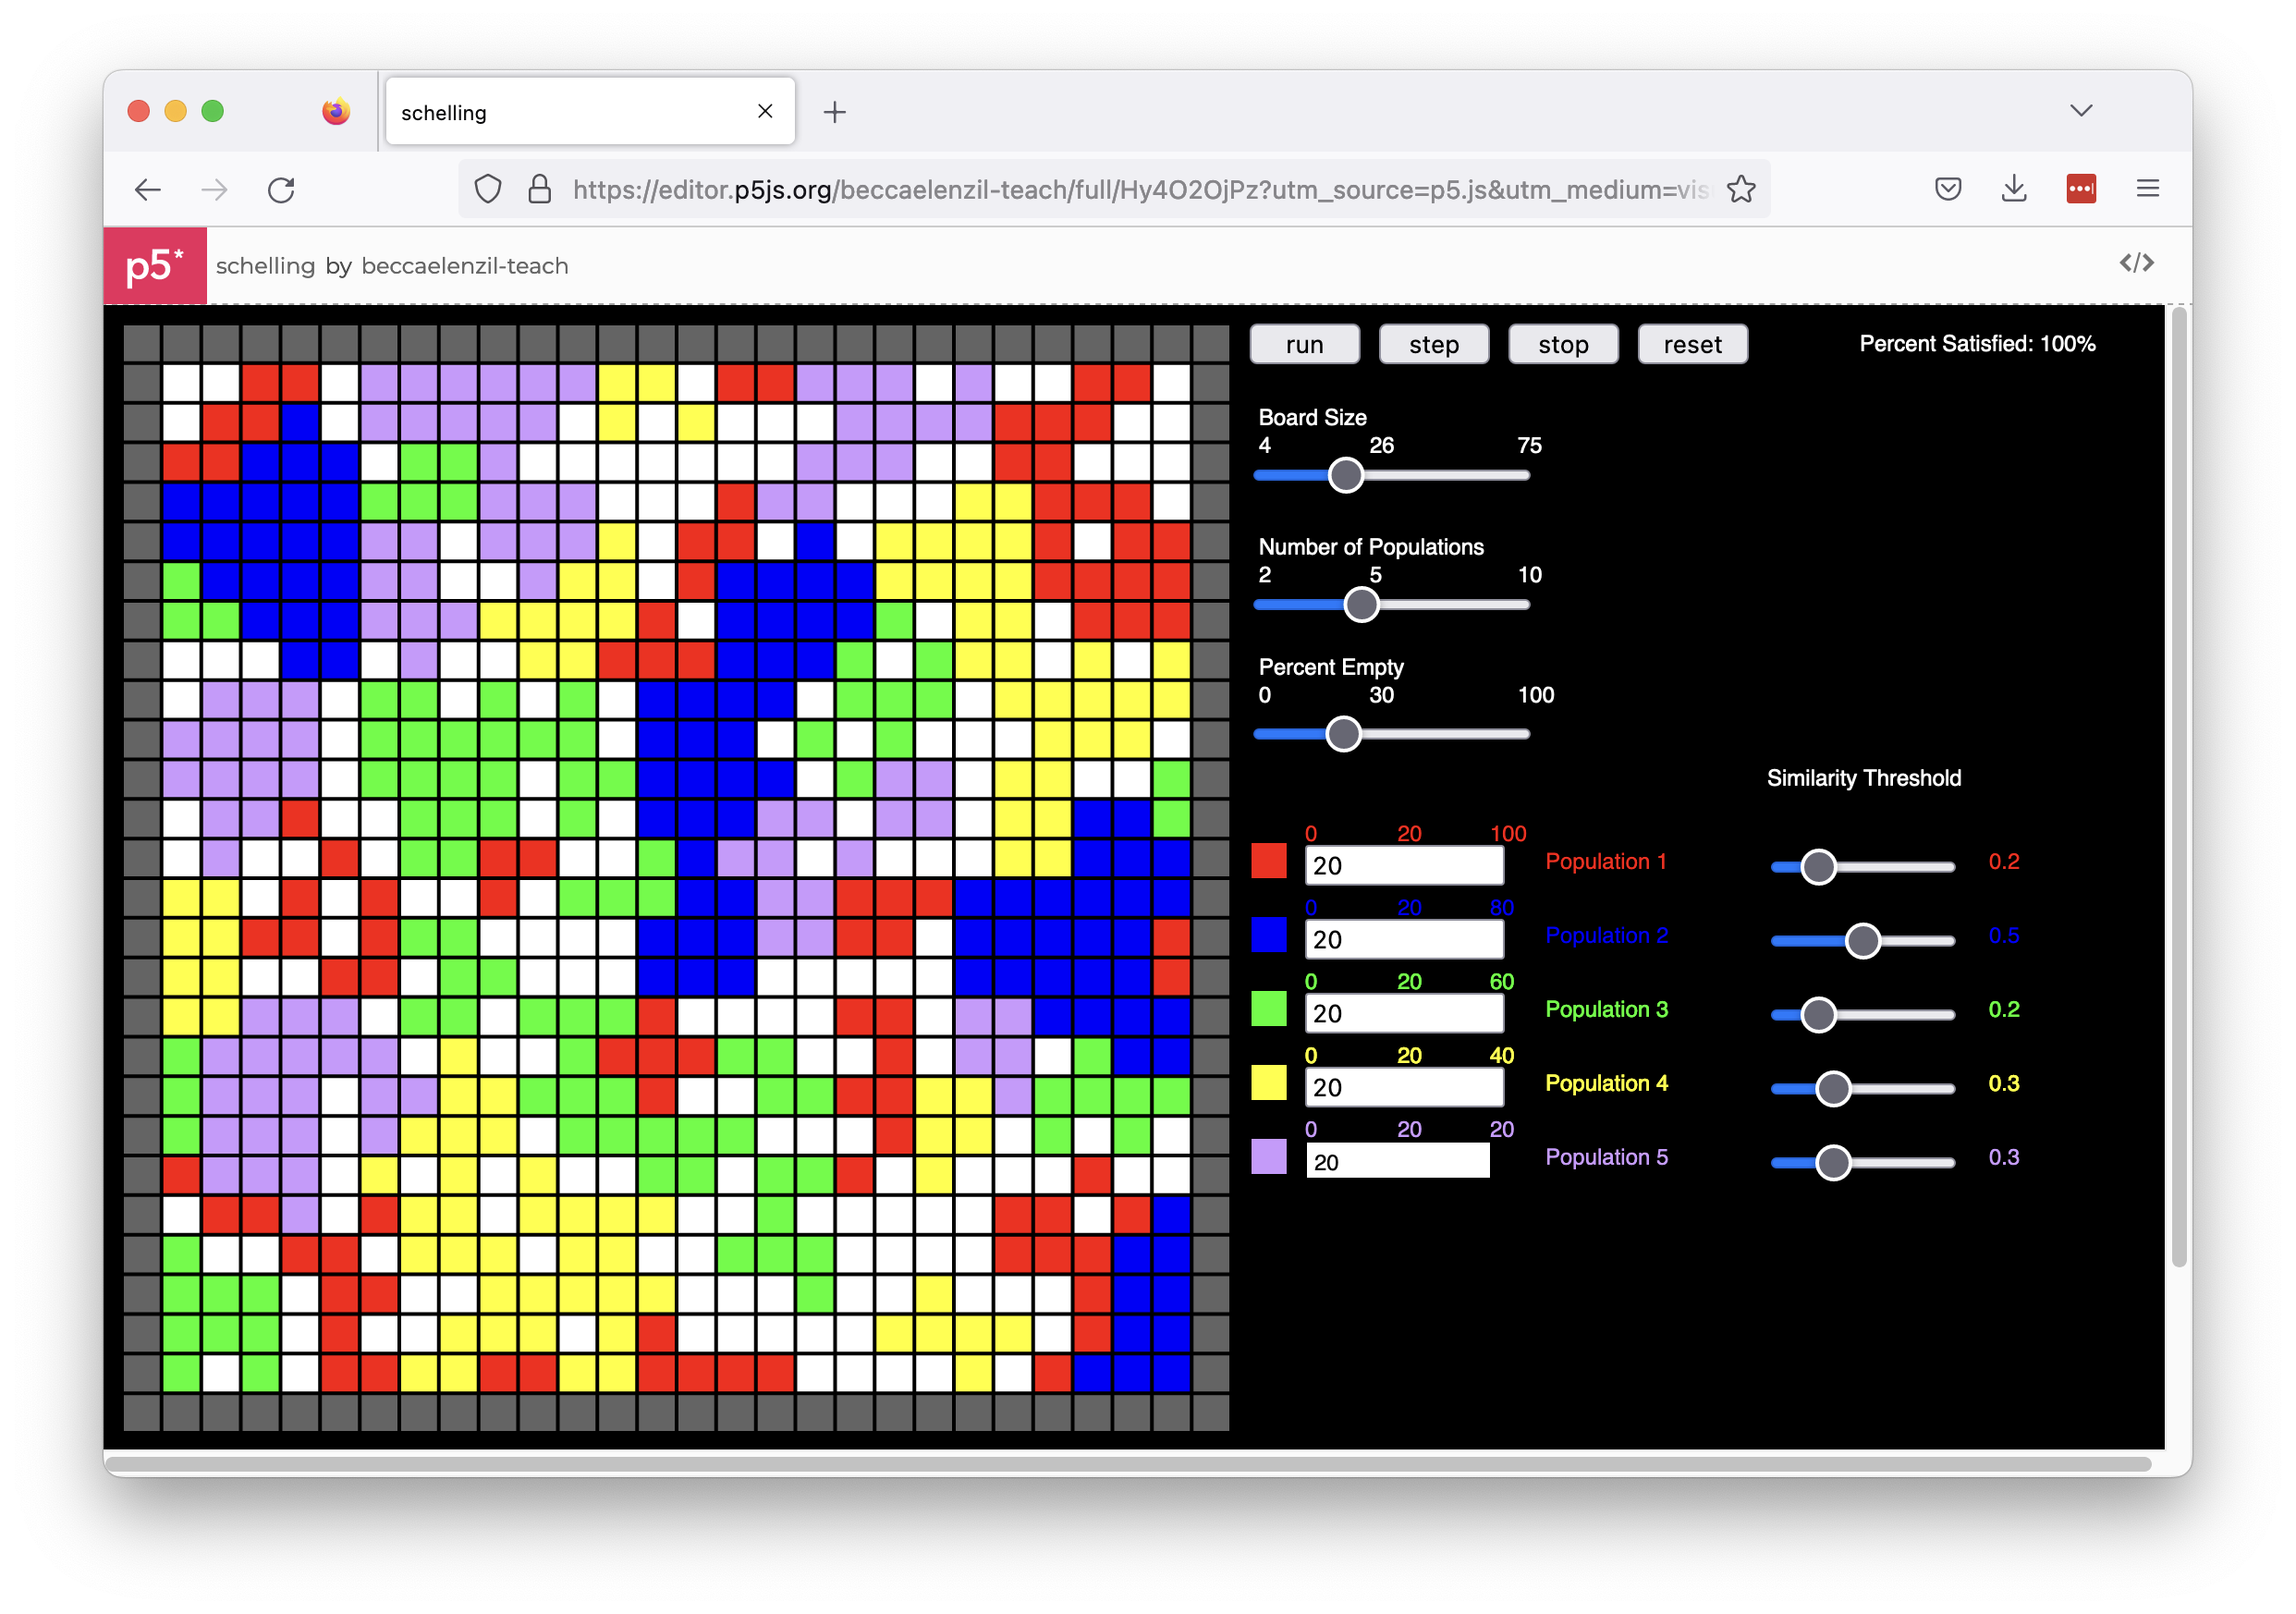 schelling
https://editor.p5js.org/beccaelenzil-teach/full/Hy4O2OjPz?utm_source=p5.js&utm_medium=vis
p5* schelling by beccaelenzil-teach </>
run step stop reset Percent Satisfied: 100%
Board Size
4 26 75
Number of Populations
2 5 10
Percent Empty
0 30 100
Similarity Threshold
0 20 100
20 Population 1 0.2
0 20 80
20 Population 2 0.5
0 20 60
20 Population 3 0.2
0 20 40
20 Population 4 0.3
0 20 20
20 Population 5 0.3